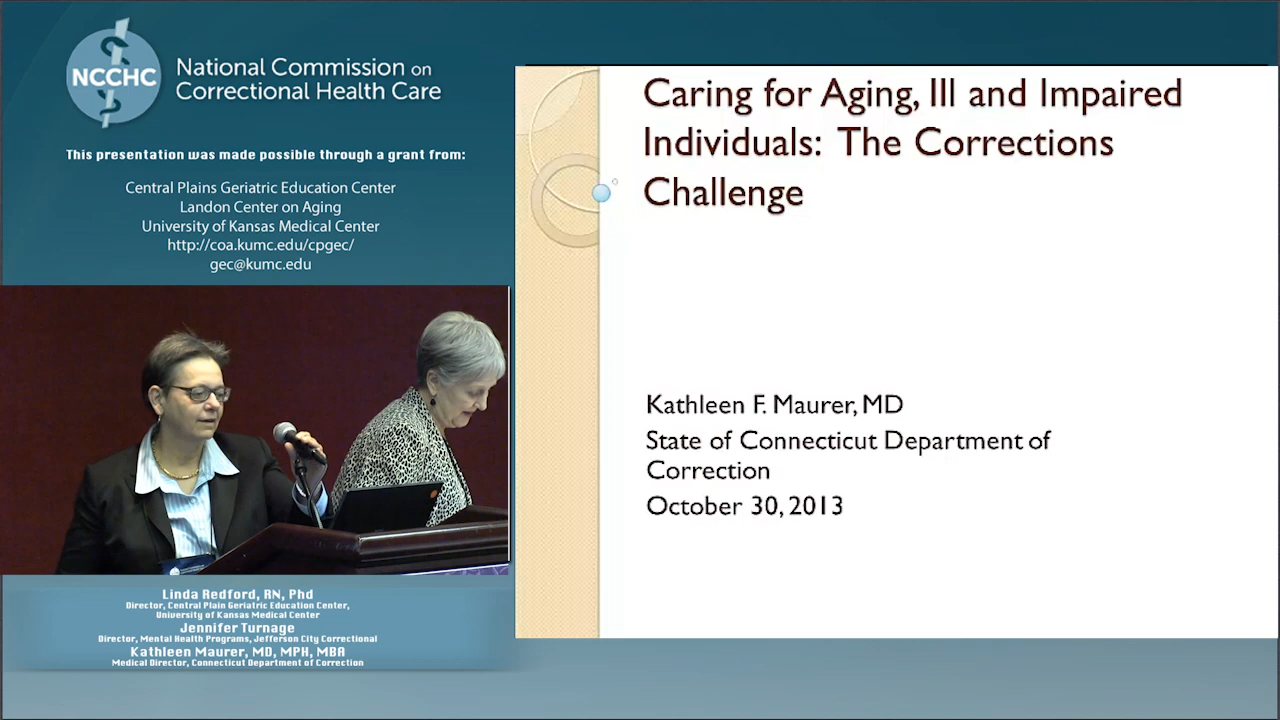 NCCHC
National Commission on
Correctional Health Care
This presentation was made possible through a grant from:
Central Plains Geriatric Education Center
Landon Center on Aging
University of Kansas Medical Center
http://coa.kumc.edu/cpgec/
gec@kumc.edu
Linda Redford, RN, Phd
Director, Central Plain Geriatric Education Center,
University of Kansas Medical Center
Jennifer Turnage
Director, Mental Health Programs, Jefferson City Correctional
Kathleen Maurer, MD, MPH, MBA
Medical Director, Connecticut Department of Correction
Caring for Aging, Ill and Impaired
Individuals: The Corrections
Challenge
Kathleen F. Maurer, MD
State of Connecticut Department of
Correction
October 30, 2013